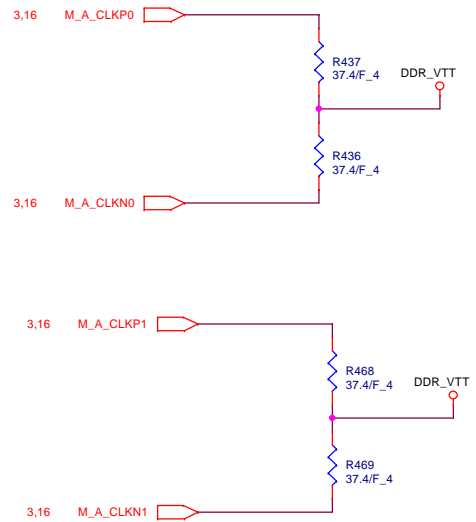 3,16 M_A_CLKP0
R437
37.4/F_4
DDR_VTT
R436
37.4/F_4
3,16 M_A_CLKN0
3,16 M_A_CLKP1
R468
37.4/F_4
DDR_VTT
R469
37.4/F_4
3,16 M_A_CLKN1